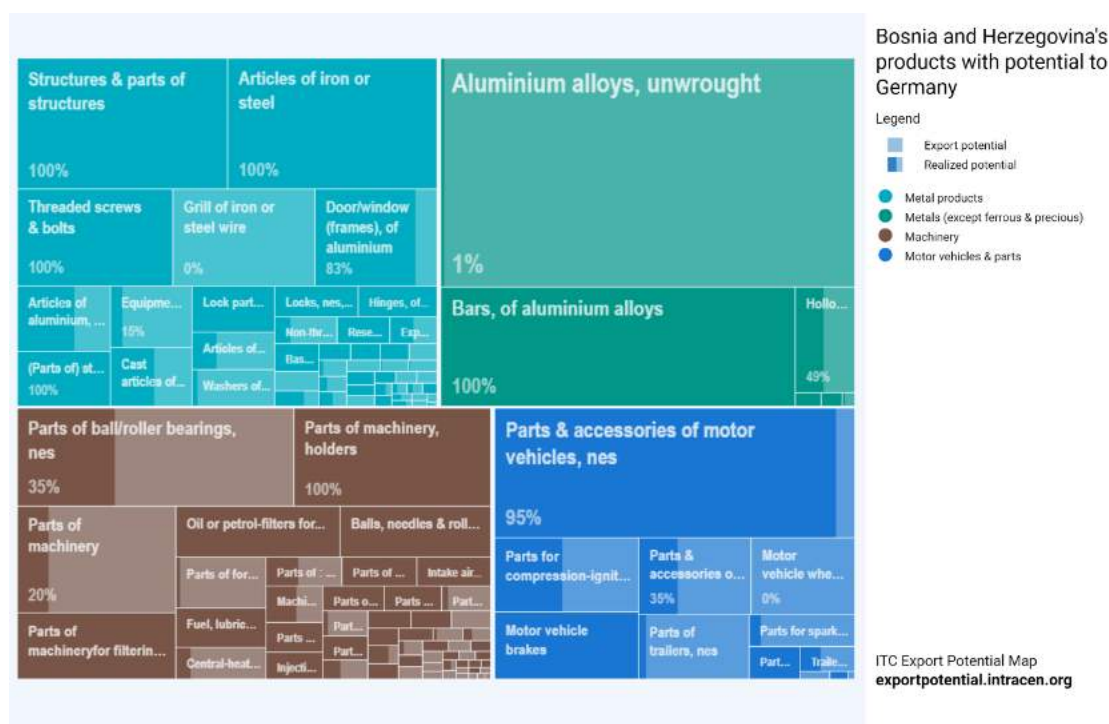 Structures & parts of
structures
100%
Articles of iron or
steel
100%
Threaded screws
& bolts
100%
Grill of iron or
steel wire
0%
Door/window
(frames), of
aluminium
83%
Articles of
aluminium, ...
Equipme...
15%
Lock part...
Locks, nes,...
Hinges, of...
Non-thr...
Rese...
Exp...
(Parts of) st...
100%
Cast
articles of...
Articles of...
Bas...
Washers of...
Aluminium alloys, unwrought
1%
Bars, of aluminium alloys
100%
Hollo...
49%
Parts of ball/roller bearings,
nes
35%
Parts of machinery,
holders
100%
Parts of
machinery
20%
Oil or petrol-filters for...
Balls, needles & roll...
Parts of for...
Parts of : ...
Parts of ...
Intake air...
Machi...
Parts o...
Parts ...
Part...
Parts of
machineryfor filterin...
Fuel, lubric...
Parts ...
Part...
Part...
Central-heat...
Injecti...
Parts & accessories of motor
vehicles, nes
95%
Parts for
compression-ignit...
Parts &
accessories o...
35%
Motor
vehicle whe...
0%
Motor vehicle
brakes
Parts of
trailers, nes
Parts for spark...
Part...
Traile...
Bosnia and Herzegovina's
products with potential to
Germany
Legend
Export potential
Realized potential
Metal products
Metals (except ferrous & precious)
Machinery
Motor vehicles & parts
ITC Export Potential Map
exportpotential.intracen.org